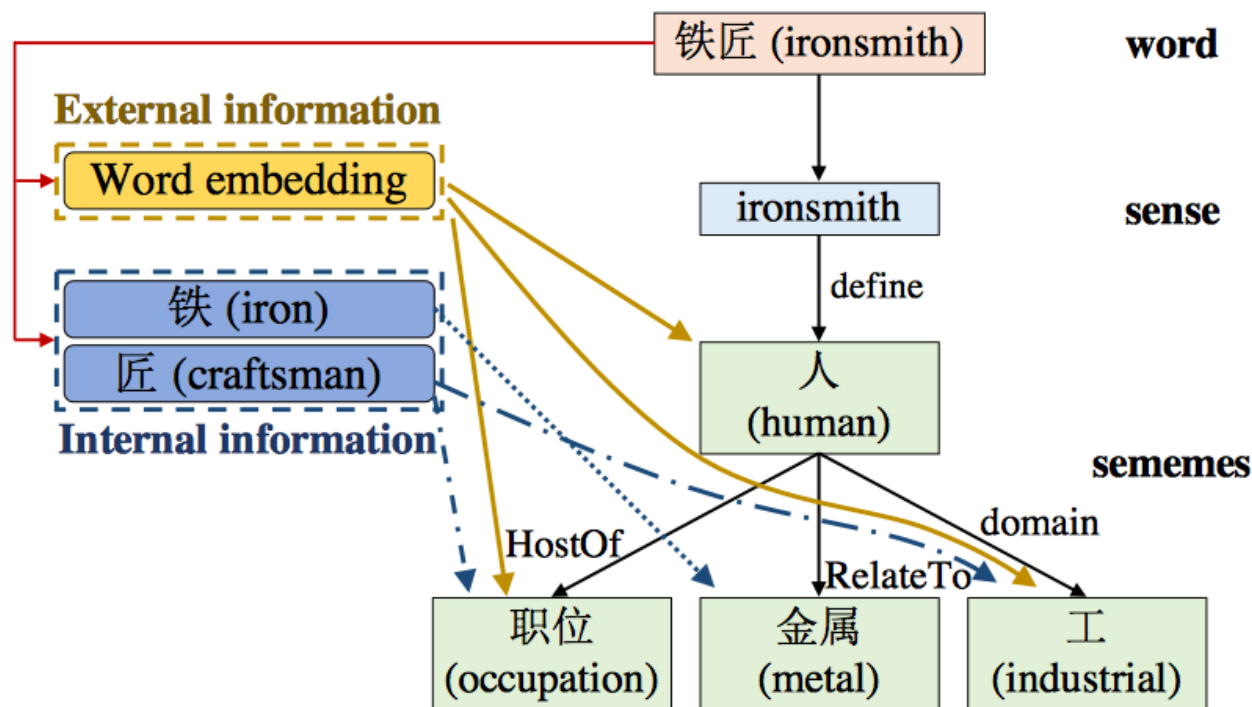 铁匠 (ironsmith)
word
External information
Word embedding
ironsmith
sense
铁 (iron)
define
匠 (craftsman)
人
(human)
Internal information
sememes
HostOf
domain
RelateTo
职位
(occupation)
金属
(metal)
工
(industrial)